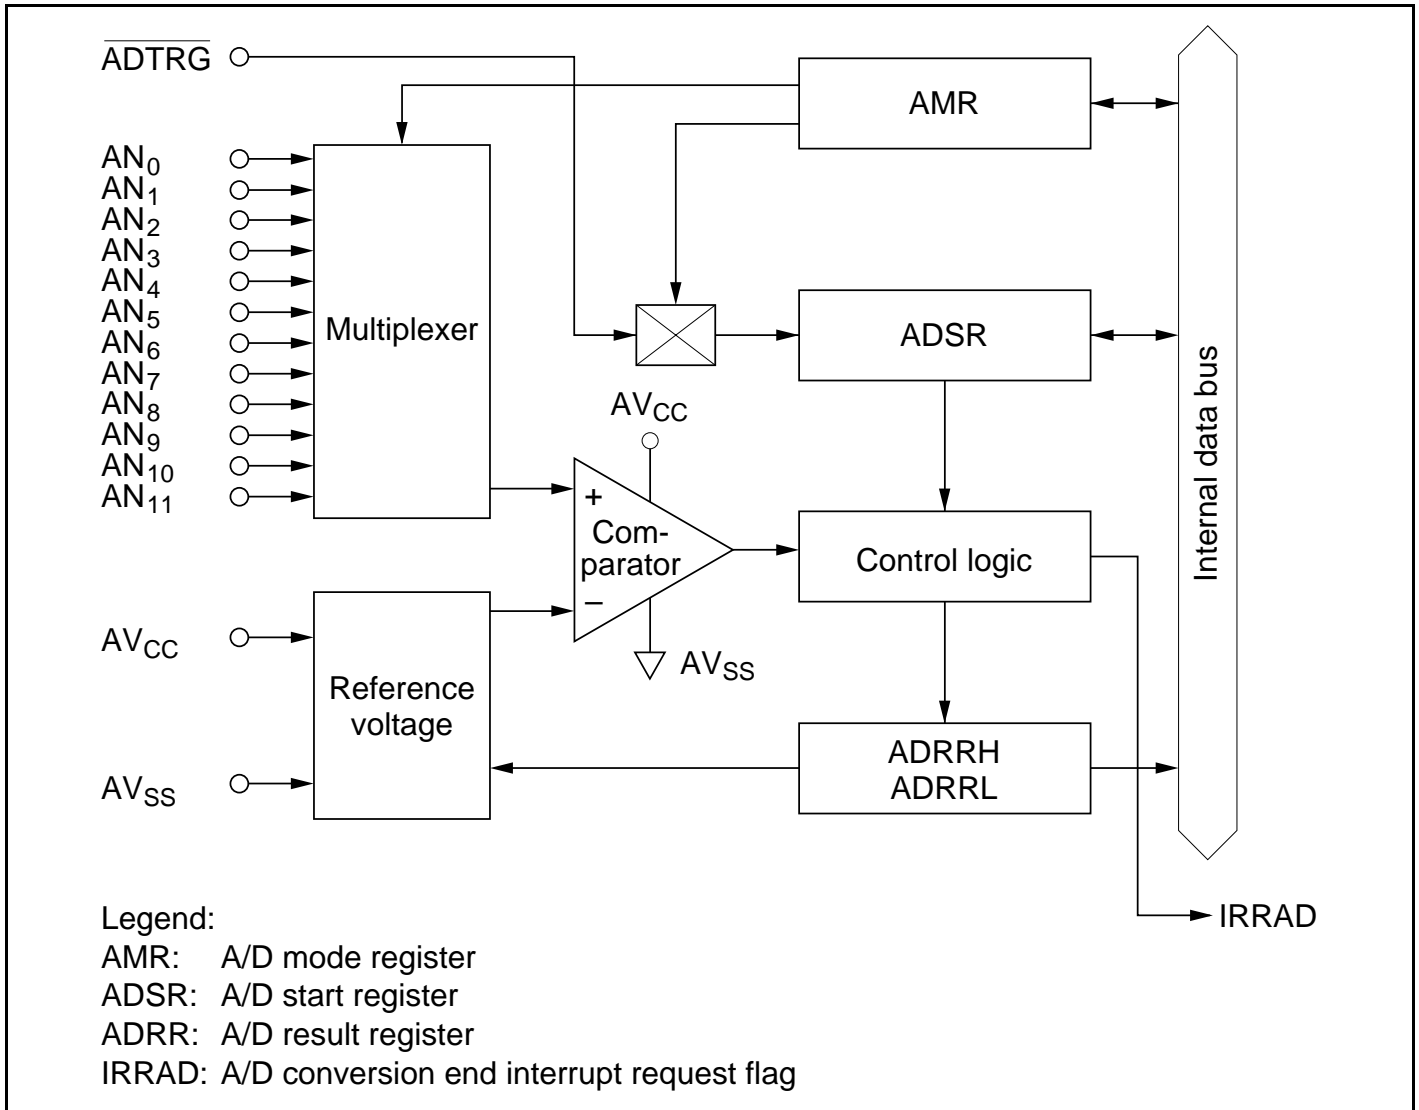 ADTRG
AMR
AN0
AN1
AN2
AN3
AN4
AN5
AN6
AN7
AN8
AN9
AN10
AN11
Multiplexer
ADSR
AVCC
+
Com-
parator
−
AVSS
Control logic
Internal data bus
AVCC
AVSS
Reference
voltage
ADRRH
ADRRL
IRRAD
Legend:
AMR: A/D mode register
ADSR: A/D start register
ADRR: A/D result register
IRRAD: A/D conversion end interrupt request flag